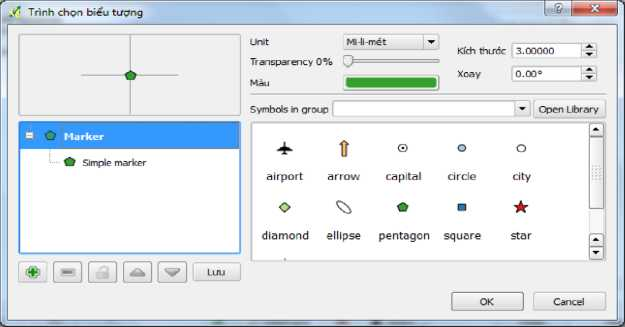 Trình chọn biểu tượng
Unit Mi-li-mét
Kích thước 3.00000
Transparency 0%
Xoay 0.00°
Màu
Symbols in group Open Library
Marker
Simple marker
airport arrow capital circle city
diamond ellipse pentagon square star
Lưu
OK Cancel